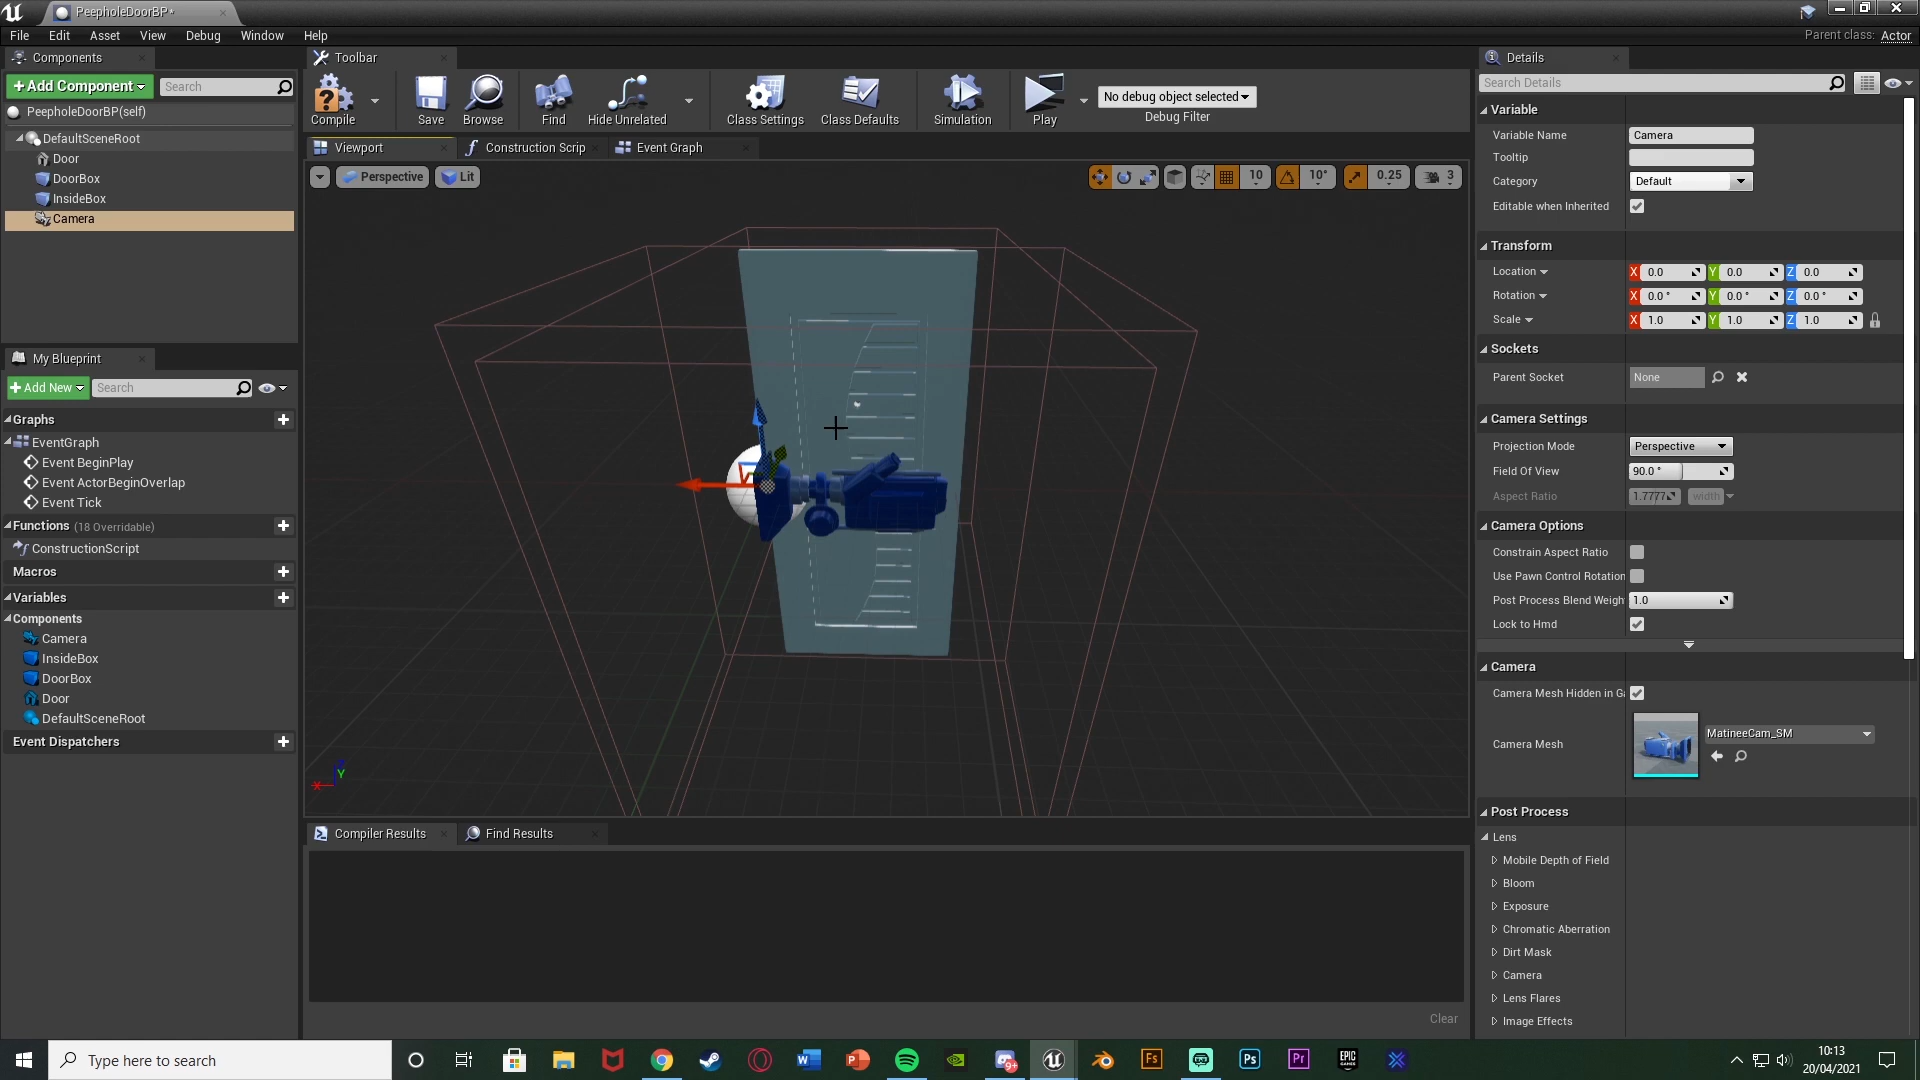 PeepholeDoorBP*
File Edit Asset View Debug Window Help
Parent class: Actor
Components
+Add Component
Search
PeepholeDoorBP(self)
DefaultSceneRoot
Door
DoorBox
InsideBox
Camera
My Blueprint
+Add New
Search
Graphs
EventGraph
Event BeginPlay
Event ActorBeginOverlap
Event Tick
Functions (18 Overridable)
ConstructionScript
Macros
Variables
Components
Camera
InsideBox
DoorBox
Door
DefaultSceneRoot
Event Dispatchers
Toolbar
Compile Save Browse Find Hide Unrelated Class Settings Class Defaults Simulation Play
No debug object selected
Debug Filter
Viewport Construction Scrip Event Graph
Perspective Lit 10 10° 0.25 3
X Y
Compiler Results Find Results
Clear
Details
Search Details
Variable
Variable Name Camera
Tooltip
Category Default
Editable when Inherited
Transform
Location X 0.0 Y 0.0 Z 0.0
Rotation X 0.0 ° Y 0.0 ° Z 0.0 °
Scale X 1.0 Y 1.0 Z 1.0
Sockets
Parent Socket None
Camera Settings
Projection Mode Perspective
Field Of View 90.0 °
Aspect Ratio 1.7777 width
Camera Options
Constrain Aspect Ratio
Use Pawn Control Rotation
Post Process Blend Weigh 1.0
Lock to Hmd
Camera
Camera Mesh Hidden in Ga
Camera Mesh MatineeCam_SM
Post Process
Lens
Mobile Depth of Field
Bloom
Exposure
Chromatic Aberration
Dirt Mask
Camera
Lens Flares
Image Effects
Type here to search
W P 9+ Fs Ps Pr EPIC GAMES
10:13
20/04/2021